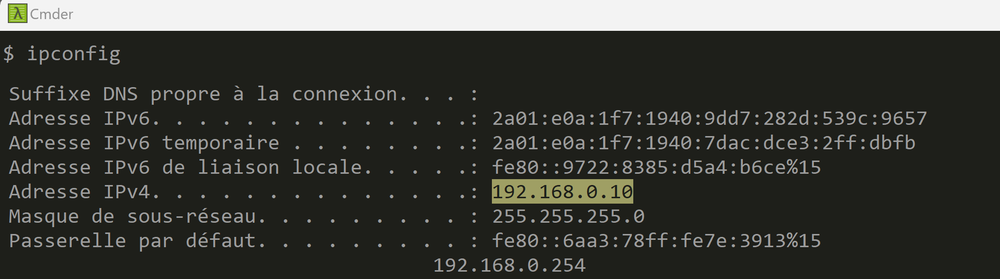 Cmder
$ ipconfig
Suffixe DNS propre à la connexion. . . :
Adresse IPv6. . . . . . . . . . . . . .: 2a01:e0a:1f7:1940:9dd7:282d:539c:9657
Adresse IPv6 temporaire . . . . . . . .: 2a01:e0a:1f7:1940:7dac:dce3:2ff:dbfb
Adresse IPv6 de liaison locale. . . . .: fe80::9722:8385:d5a4:b6ce%15
Adresse IPv4. . . . . . . . . . . . . .: 192.168.0.10
Masque de sous-réseau. . . . . . . . . : 255.255.255.0
Passerelle par défaut. . . . . . . . . : fe80::6aa3:78ff:fe7e:3913%15
192.168.0.254